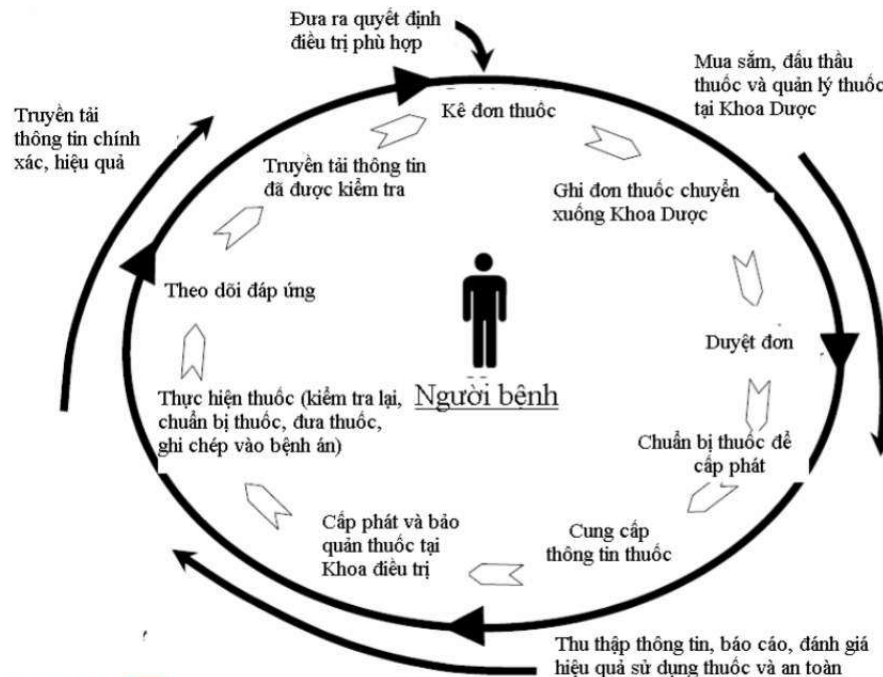 Đưa ra quyết định
điều trị phù hợp
Mua sắm, đấu thầu
thuốc và quản lý thuốc
tại Khoa Dược
Truyền tải
thông tin chính
xác, hiệu quả
Kê đơn thuốc
Truyền tải thông tin
đã được kiểm tra
Ghi đơn thuốc chuyển
xuống Khoa Dược
Theo dõi đáp ứng
Duyệt đơn
Thực hiện thuốc (kiểm tra lại,
chuẩn bị thuốc, đưa thuốc,
ghi chép vào bệnh án)
Người bệnh
Chuẩn bị thuốc để
cấp phát
Cấp phát và bảo
quản thuốc tại
Khoa điều trị
Cung cấp
thông tin thuốc
Thu thập thông tin, báo cáo, đánh giá
hiệu quả sử dụng thuốc và an toàn